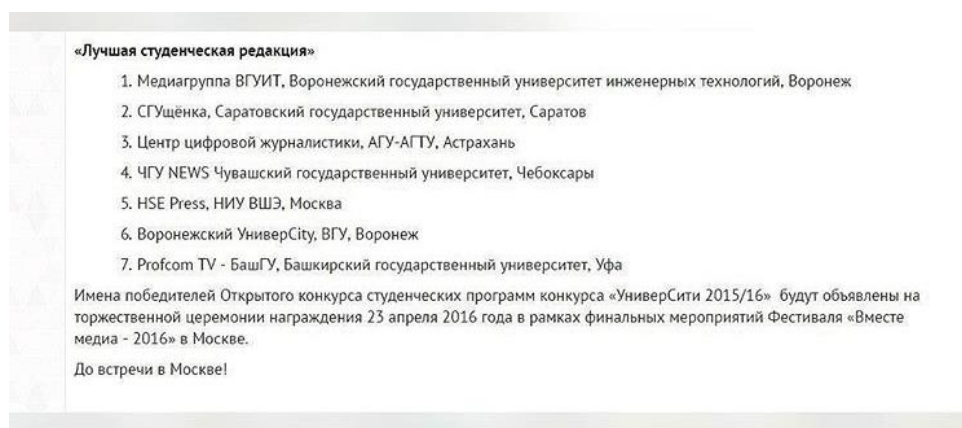 «Лучшая студенческая редакция»
1. Медиагруппа ВГУИТ, Воронежский государственный университет инженерных технологий, Воронеж
2. СГУщёнка, Саратовский государственный университет, Саратов
3. Центр цифровой журналистики, АГУ-АГТУ, Астрахань
4. ЧГУ NEWS Чувашский государственный университет, Чебоксары
5. HSE Press, НИУ ВШЭ, Москва
6. Воронежский УниверCity, ВГУ, Воронеж
7. Profcom TV - БашГУ, Башкирский государственный университет, Уфа
Имена победителей Открытого конкурса студенческих программ конкурса «УниверСити 2015/16» будут объявлены на
торжественной церемонии награждения 23 апреля 2016 года в рамках финальных мероприятий Фестиваля «Вместе
медиа - 2016» в Москве.
До встречи в Москве!